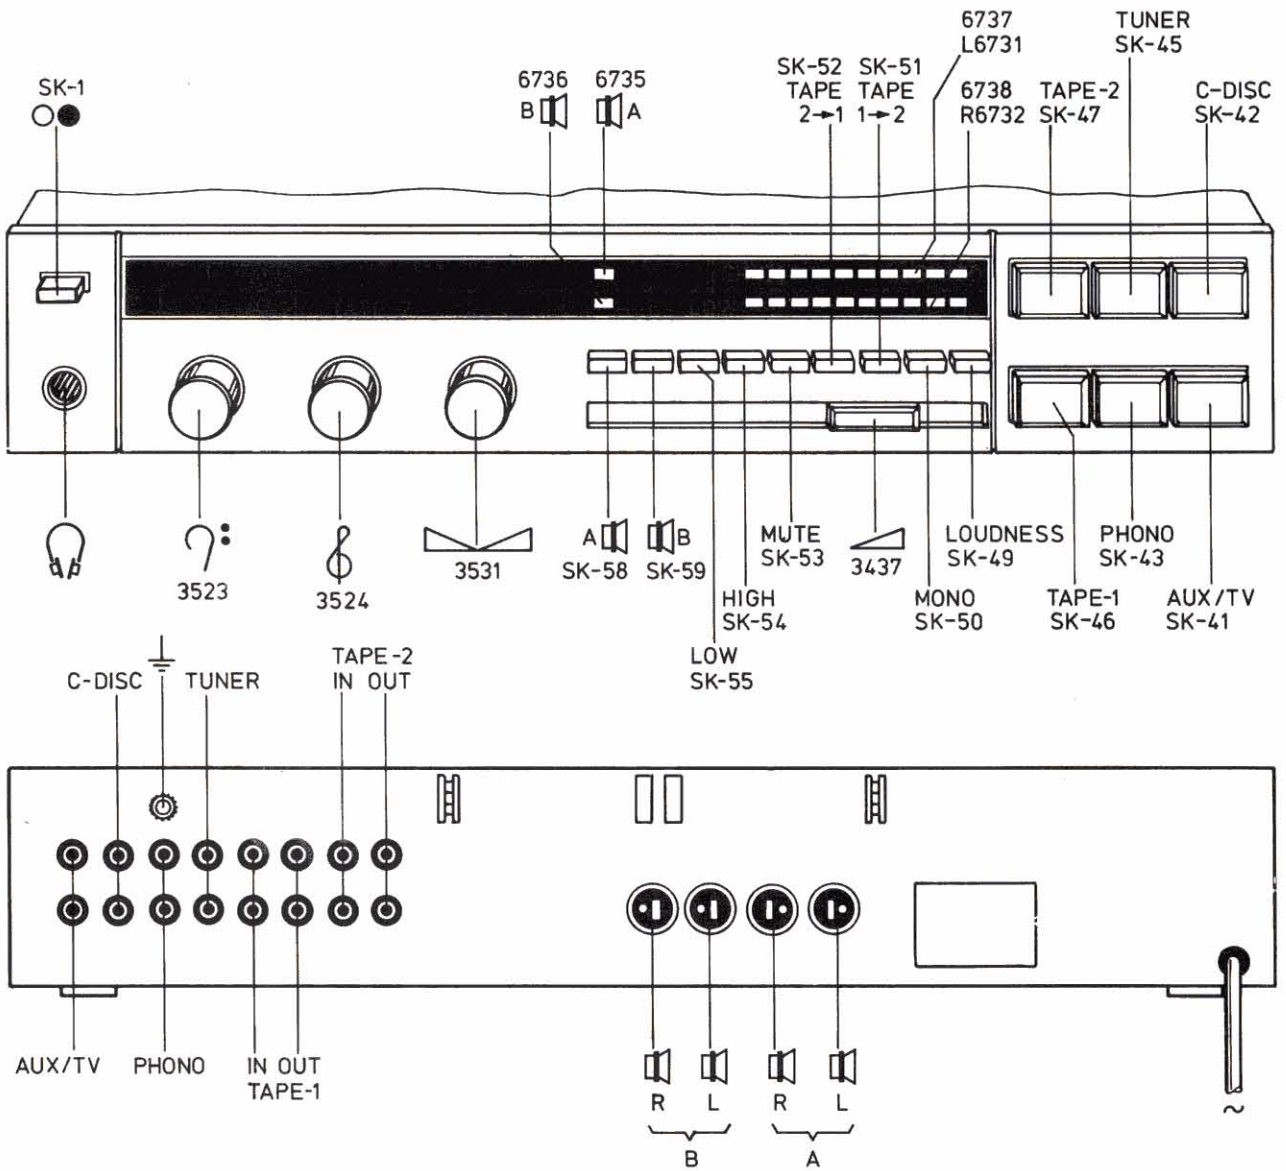 SK-1
6736
B
6735
A
SK-52
TAPE
2→1
SK-51
TAPE
1→2
6737
L6731
6738
R6732
TUNER
SK-45
TAPE-2
SK-47
C-DISC
SK-42
3523
3524
3531
A
SK-58
B
SK-59
LOW
SK-55
HIGH
SK-54
MUTE
SK-53
3437
MONO
SK-50
LOUDNESS
SK-49
TAPE-1
SK-46
PHONO
SK-43
AUX/TV
SK-41
C-DISC
TUNER
TAPE-2
IN OUT
AUX/TV
PHONO
IN OUT
TAPE-1
R L R L
B A
~